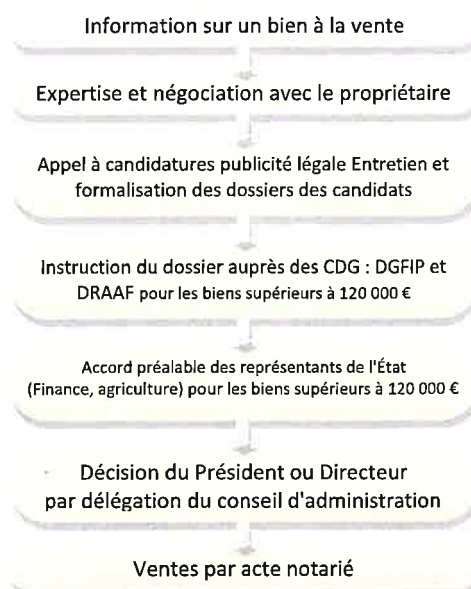 Information sur un bien à la vente
Expertise et négociation avec le propriétaire
Appel à candidatures publicité légale Entretien et
formalisation des dossiers des candidats
Instruction du dossier auprès des CDG : DGFIP et
DRAAF pour les biens supérieurs à 120 000 €
Accord préalable des représentants de l'État
(Finance, agriculture) pour les biens supérieurs à 120 000 €
Décision du Président ou Directeur
par délégation du conseil d'administration
Ventes par acte notarié